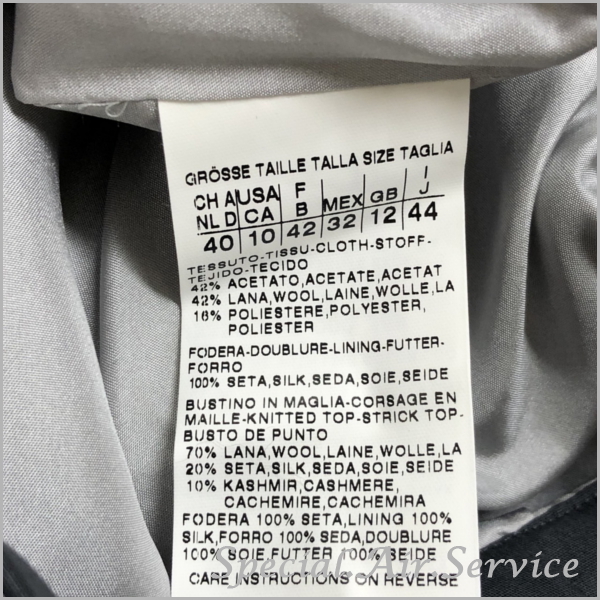 GRÖSSE TAILLE TALLA SIZE TAGLIA
CH A USA F MEX GB I
NL D CA B J
40 10 42 32 12 44
TESSUTO-TISSU-CLOTH-STOFF-
TEJIDO-TECIDO
42% ACETATO,ACETATE,ACETAT
42% LANA,WOOL,LAINE,WOLLE,LA
16% POLIESTERE,POLYESTER,
POLIESTER
FODERA-DOUBLURE-LINING-FUTTER-
FORRO
100% SETA,SILK,SEDA,SOIE,SEIDE
BUSTINO IN MAGLIA-CORSAGE EN
MAILLE-KNITTED TOP-STRICK TOP-
BUSTO DE PUNTO
70% LANA,WOOL,LAINE,WOLLE,LA
20% SETA,SILK,SEDA,SOIE,SEIDE
10% KASHMIR,CASHMERE,
CACHEMIRE,CACHEMIRA
FODERA 100% SETA,LINING 100%
SILK,FORRO 100% SEDA,DOUBLURE
100% SOIE,FUTTER 100% SEIDE
Special Air Service
CARE INSTRUCTIONS ON REVERSE